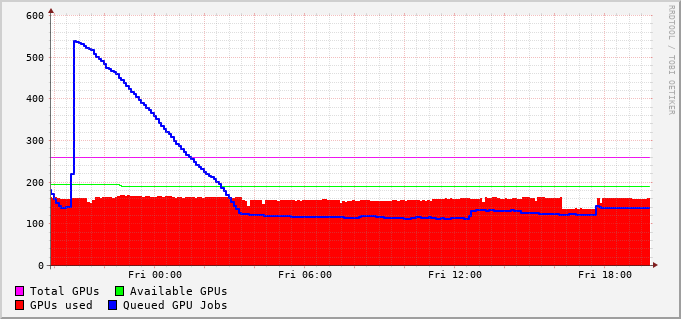 600
500
400
300
200
100
0
Fri 00:00 Fri 06:00 Fri 12:00 Fri 18:00
Total GPUs Available GPUs
GPUs used Queued GPU Jobs
RRDTOOL / TOBI OETIKER